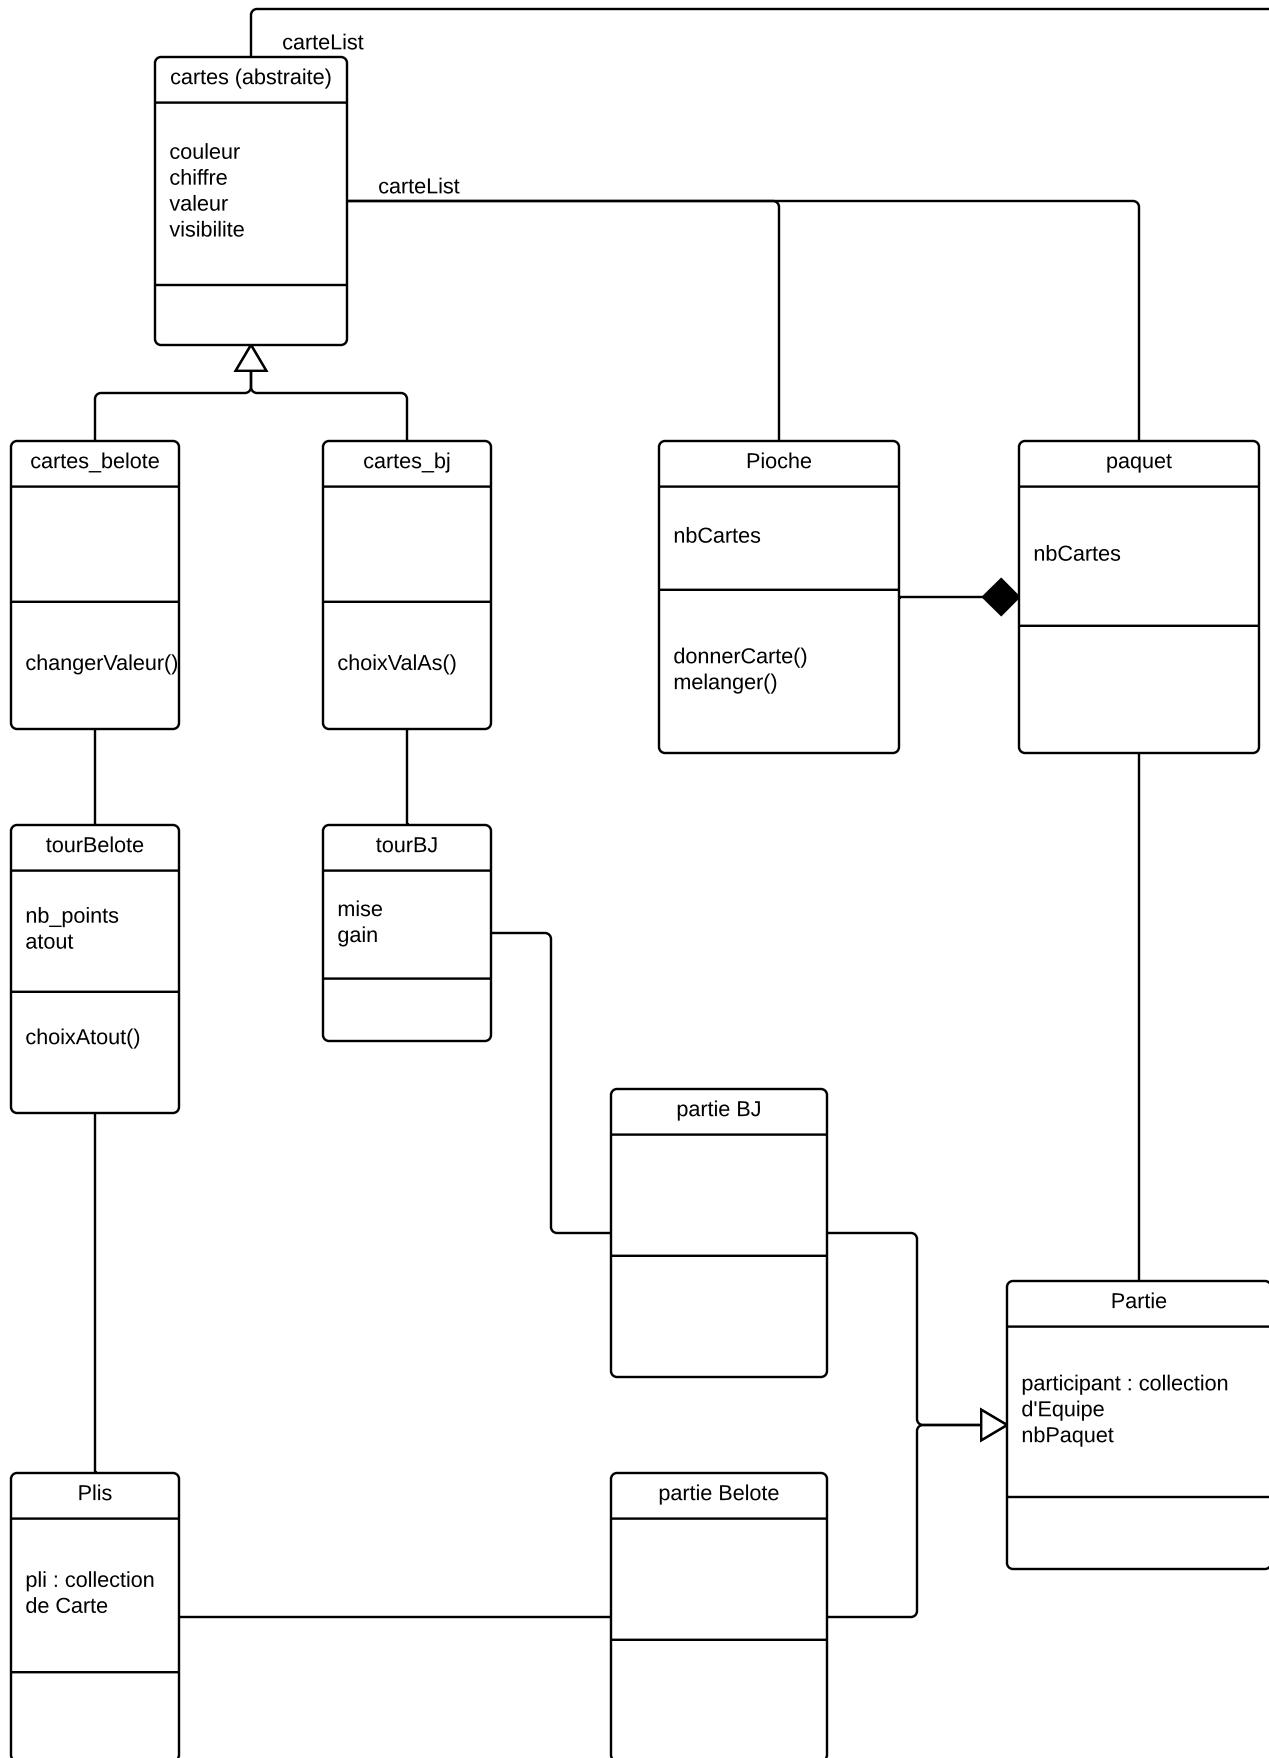 carteList
cartes (abstraite)
couleur
chiffre
valeur
visibilite
carteList
cartes_belote
changerValeur()
cartes_bj
choixValAs()
Pioche
nbCartes
donnerCarte()
melanger()
paquet
nbCartes
tourBelote
nb_points
atout
choixAtout()
tourBJ
mise
gain
partie BJ
Partie
participant : collection
d'Equipe
nbPaquet
Plis
pli : collection
de Carte
partie Belote